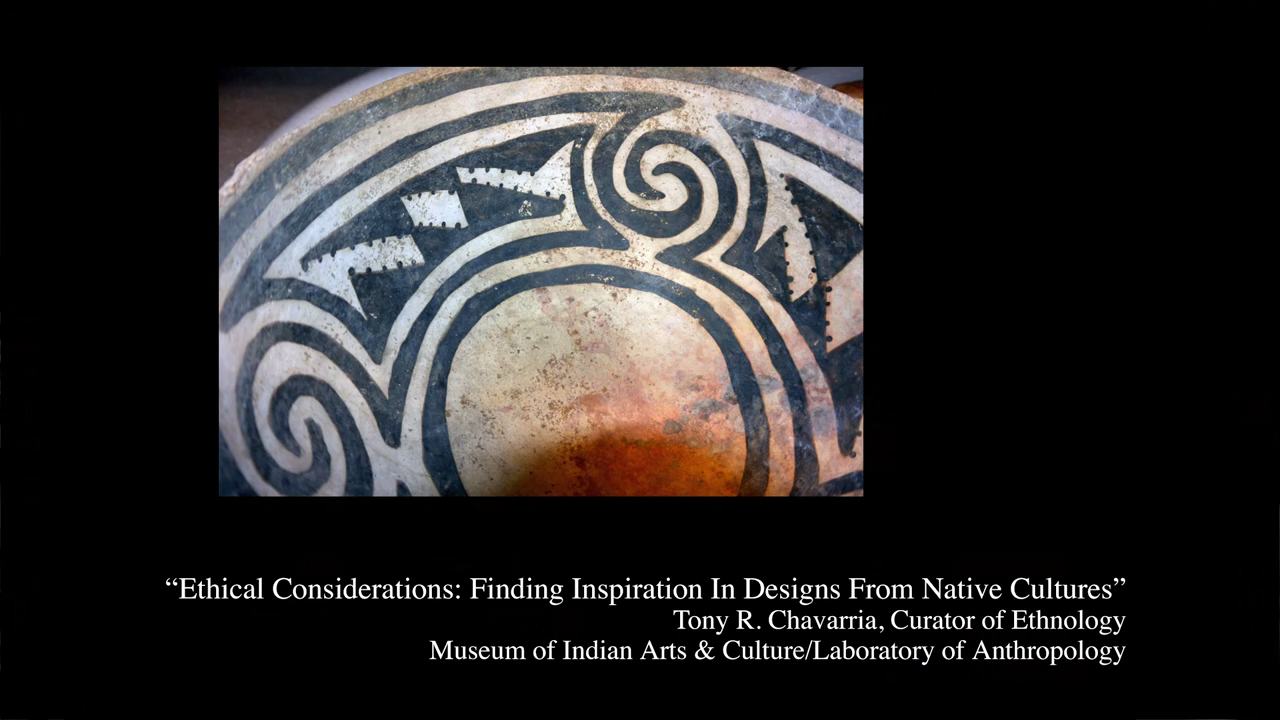 “Ethical Considerations: Finding Inspiration In Designs From Native Cultures”
Tony R. Chavarria, Curator of Ethnology
Museum of Indian Arts & Culture/Laboratory of Anthropology